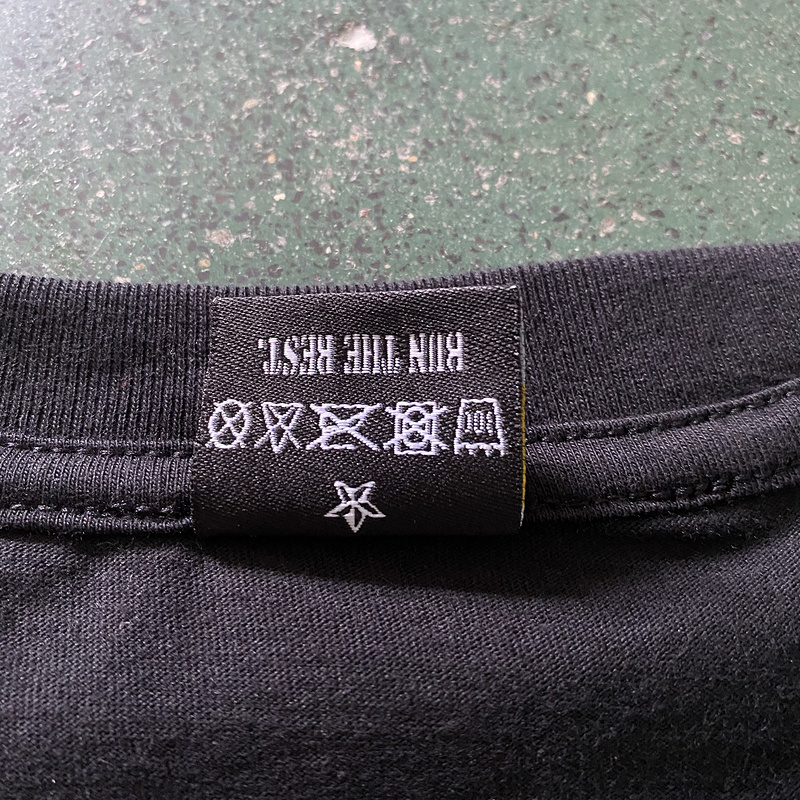 RUN THE REST.